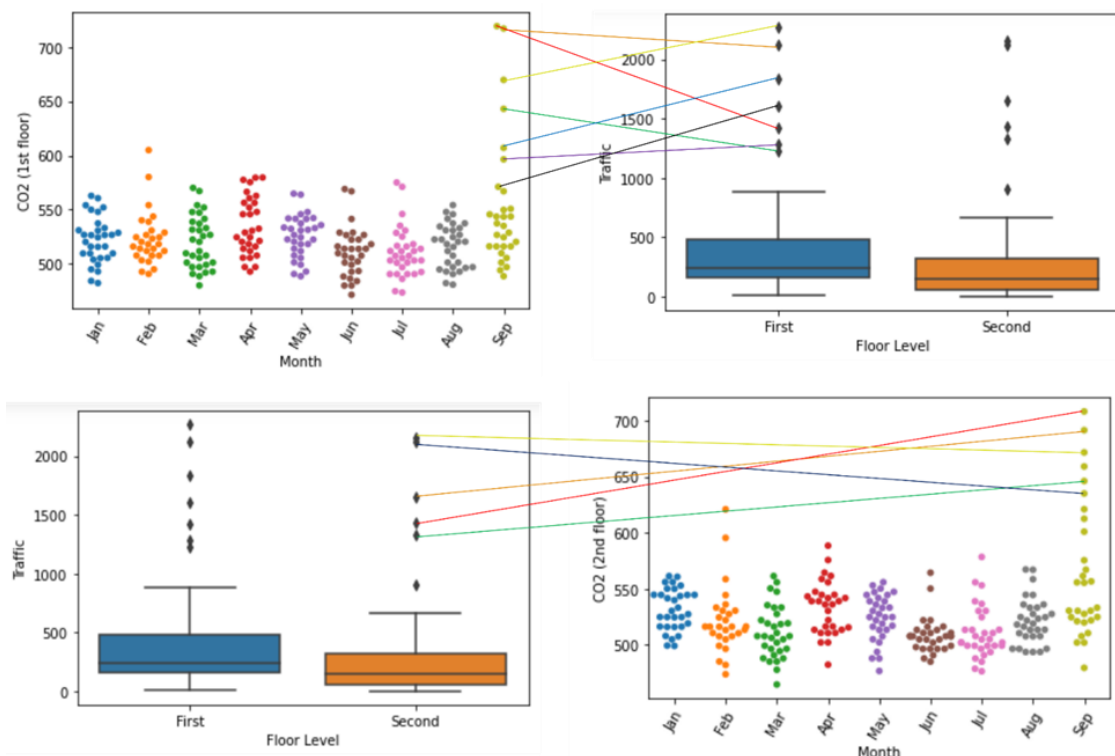 700
650
600
550
500
CO2 (1st floor)
Jan
Feb
Mar
Apr
May
Jun
Jul
Aug
Sep
Month
2000
1500
1000
500
0
Traffic
First
Second
Floor Level
2000
1500
1000
500
0
Traffic
First
Second
Floor Level
700
650
600
550
500
CO2 (2nd floor)
Jan
Feb
Mar
Apr
May
Jun
Jul
Aug
Sep
Month